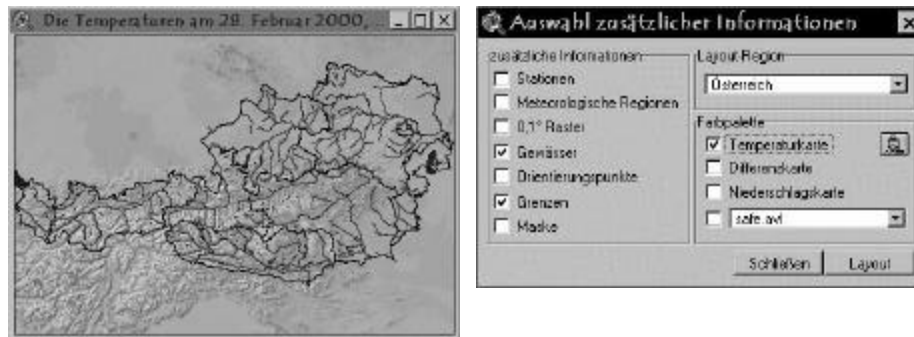 Die Temperaturen am 28. Februar 2000, ...
Auswahl zusätzlicher Informationen
zusätzliche Informationen
Stationen
Meteorologische Regionen
0,1° Raster
Gewässer
Orientierungspunkte
Grenzen
Maske
Layout-Region
Österreich
Farbpalette
Temperaturkarte
Differenzkarte
Niederschlagskarte
safe.avl
Schließen
Layout